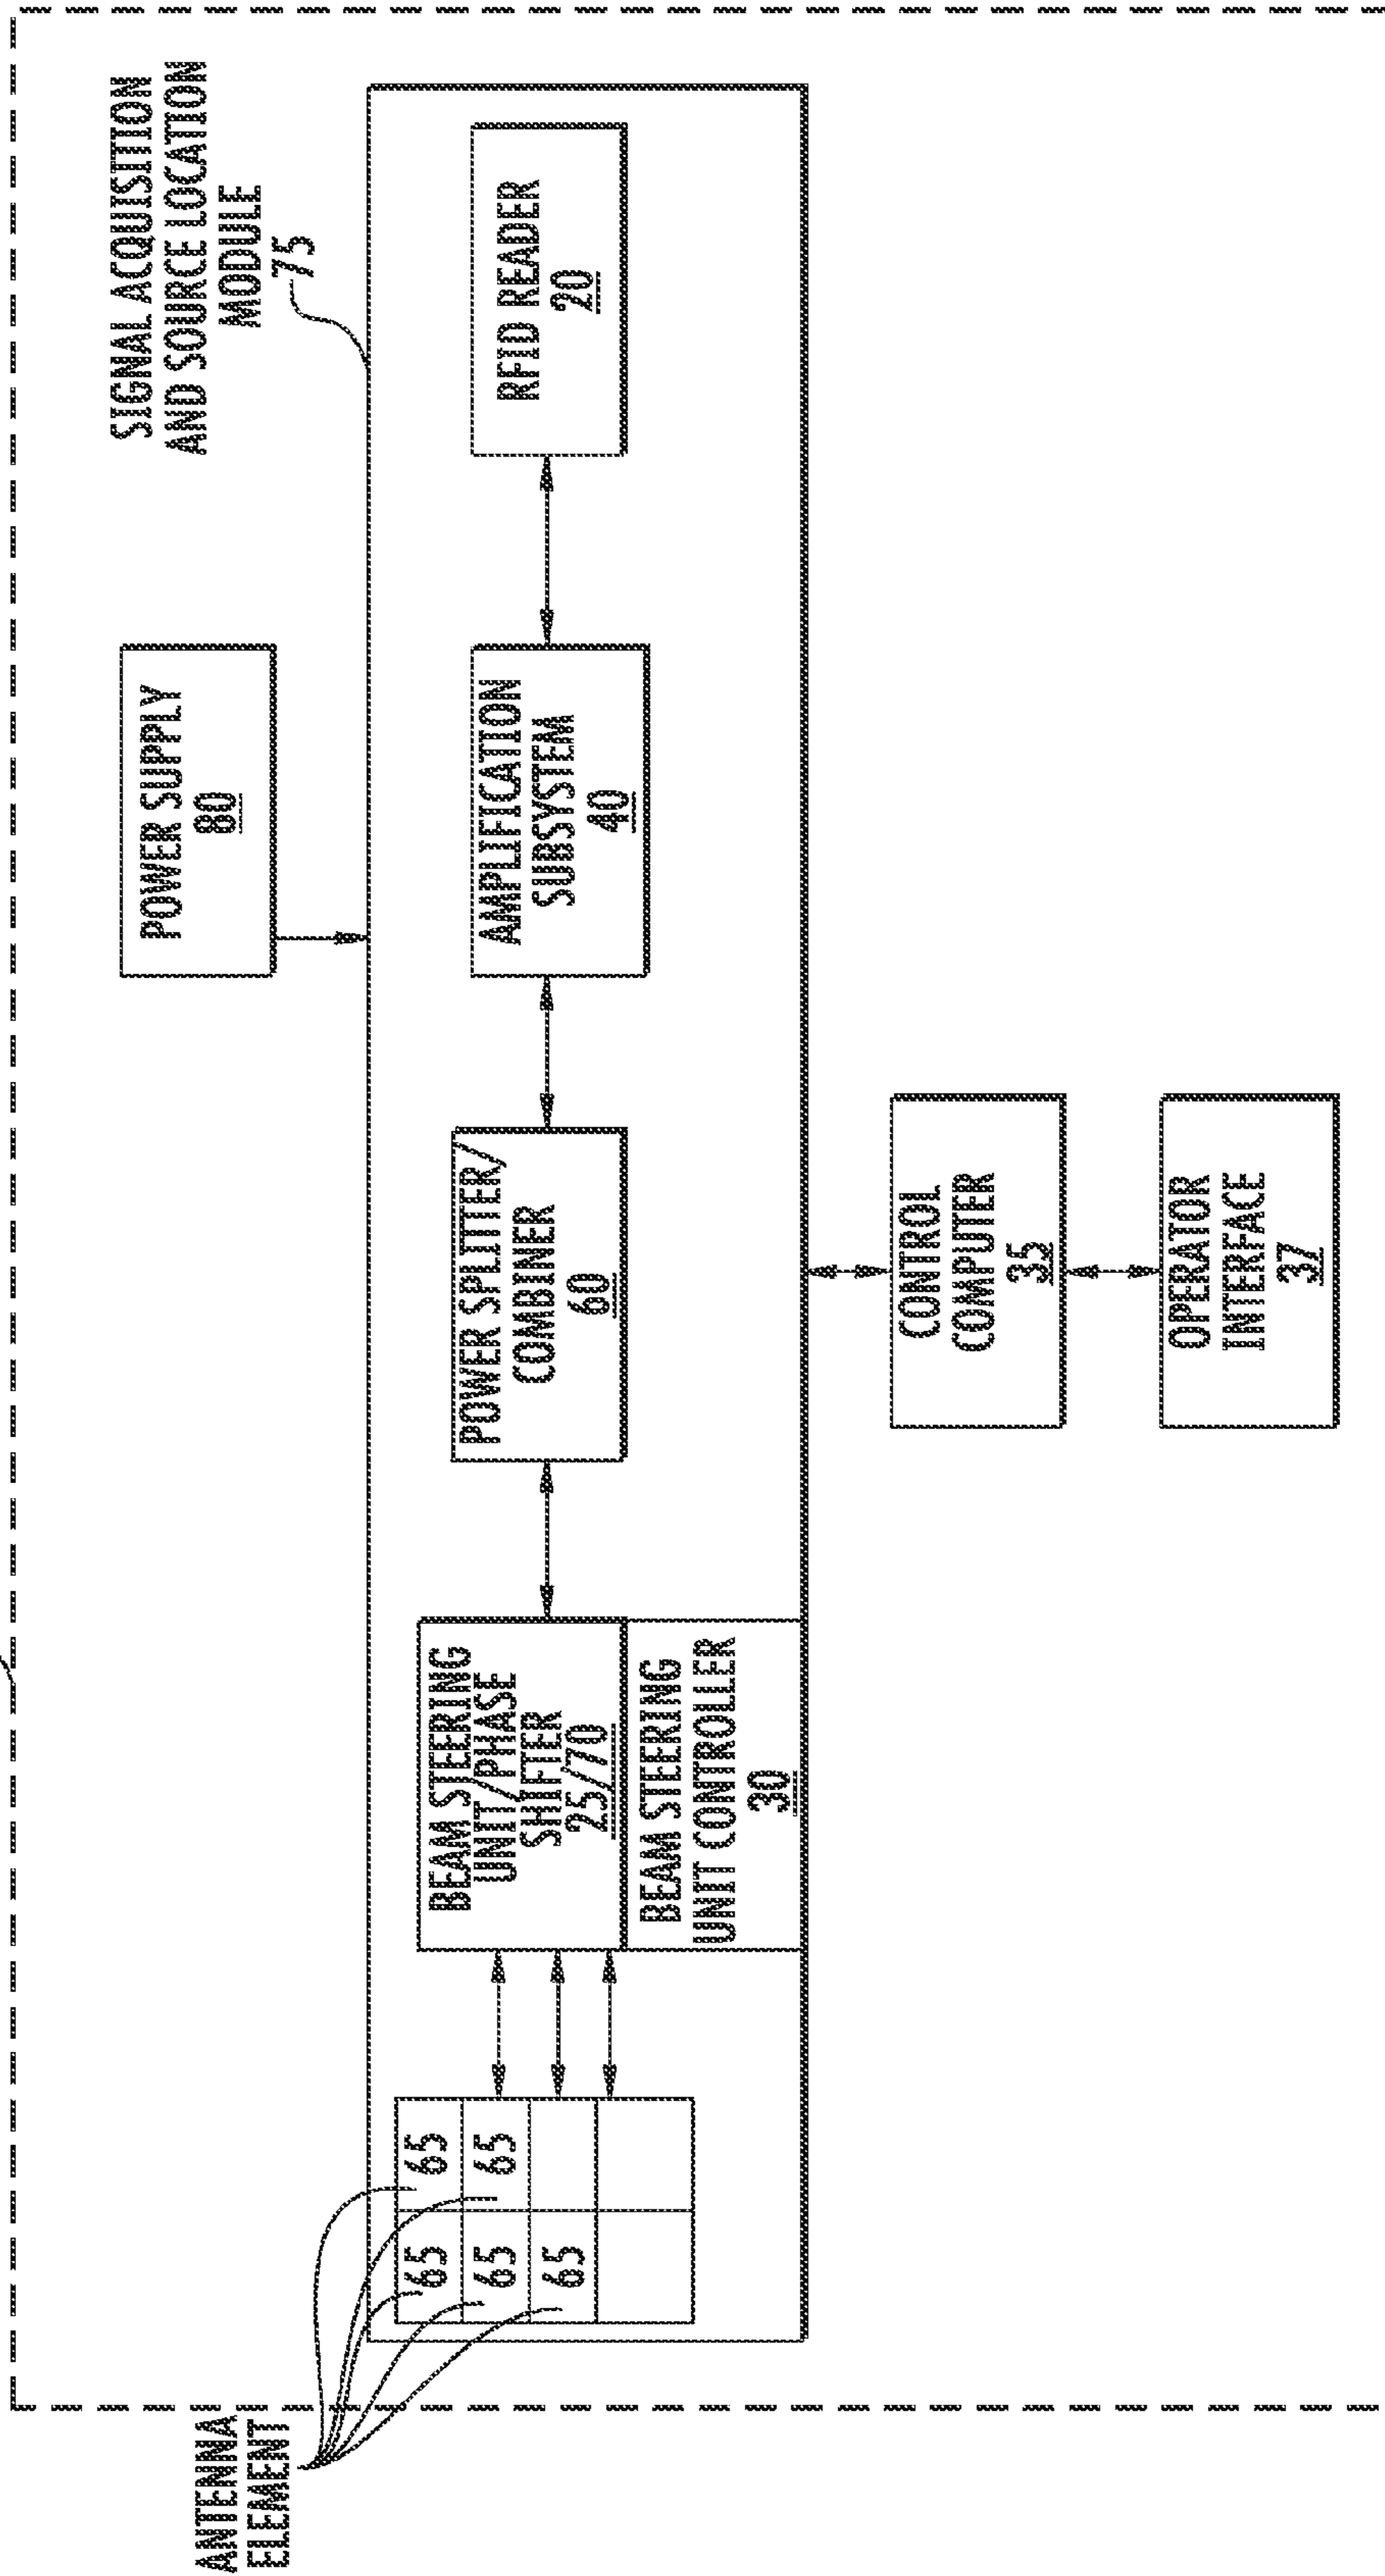 SIGNAL ACQUISITION
AND SOURCE LOCATION
MODULE
75
POWER SUPPLY
80
ANTENNA
ELEMENT
65
65
65
65
65
BEAM STEERING
UNIT/PHASE
SHIFTER
25/70
BEAM STEERING
UNIT CONTROLLER
30
POWER SPLITTER/
COMBINER
60
AMPLIFICATION
SUBSYSTEM
40
RFID READER
20
CONTROL
COMPUTER
35
OPERATOR
INTERFACE
37